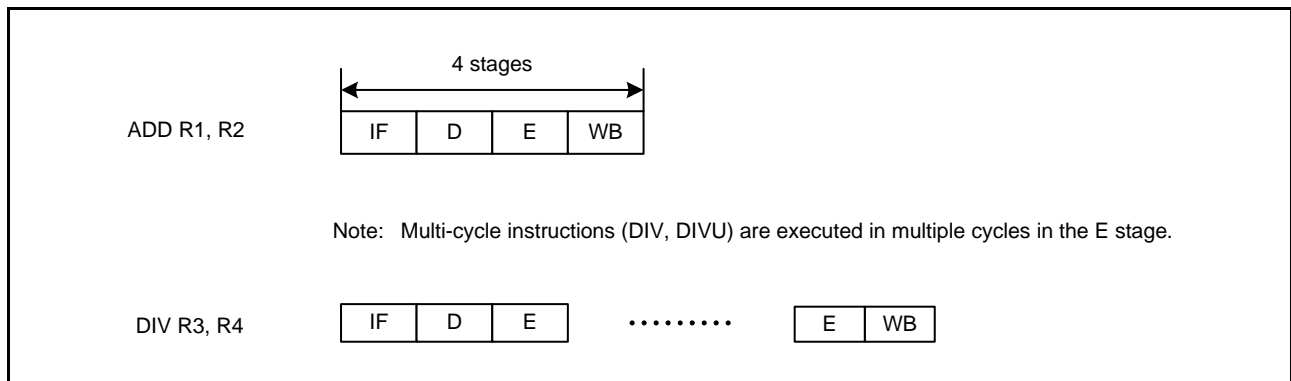 4 stages
ADD R1, R2
IF D E WB
Note: Multi-cycle instructions (DIV, DIVU) are executed in multiple cycles in the E stage.
DIV R3, R4
IF D E ········· E WB